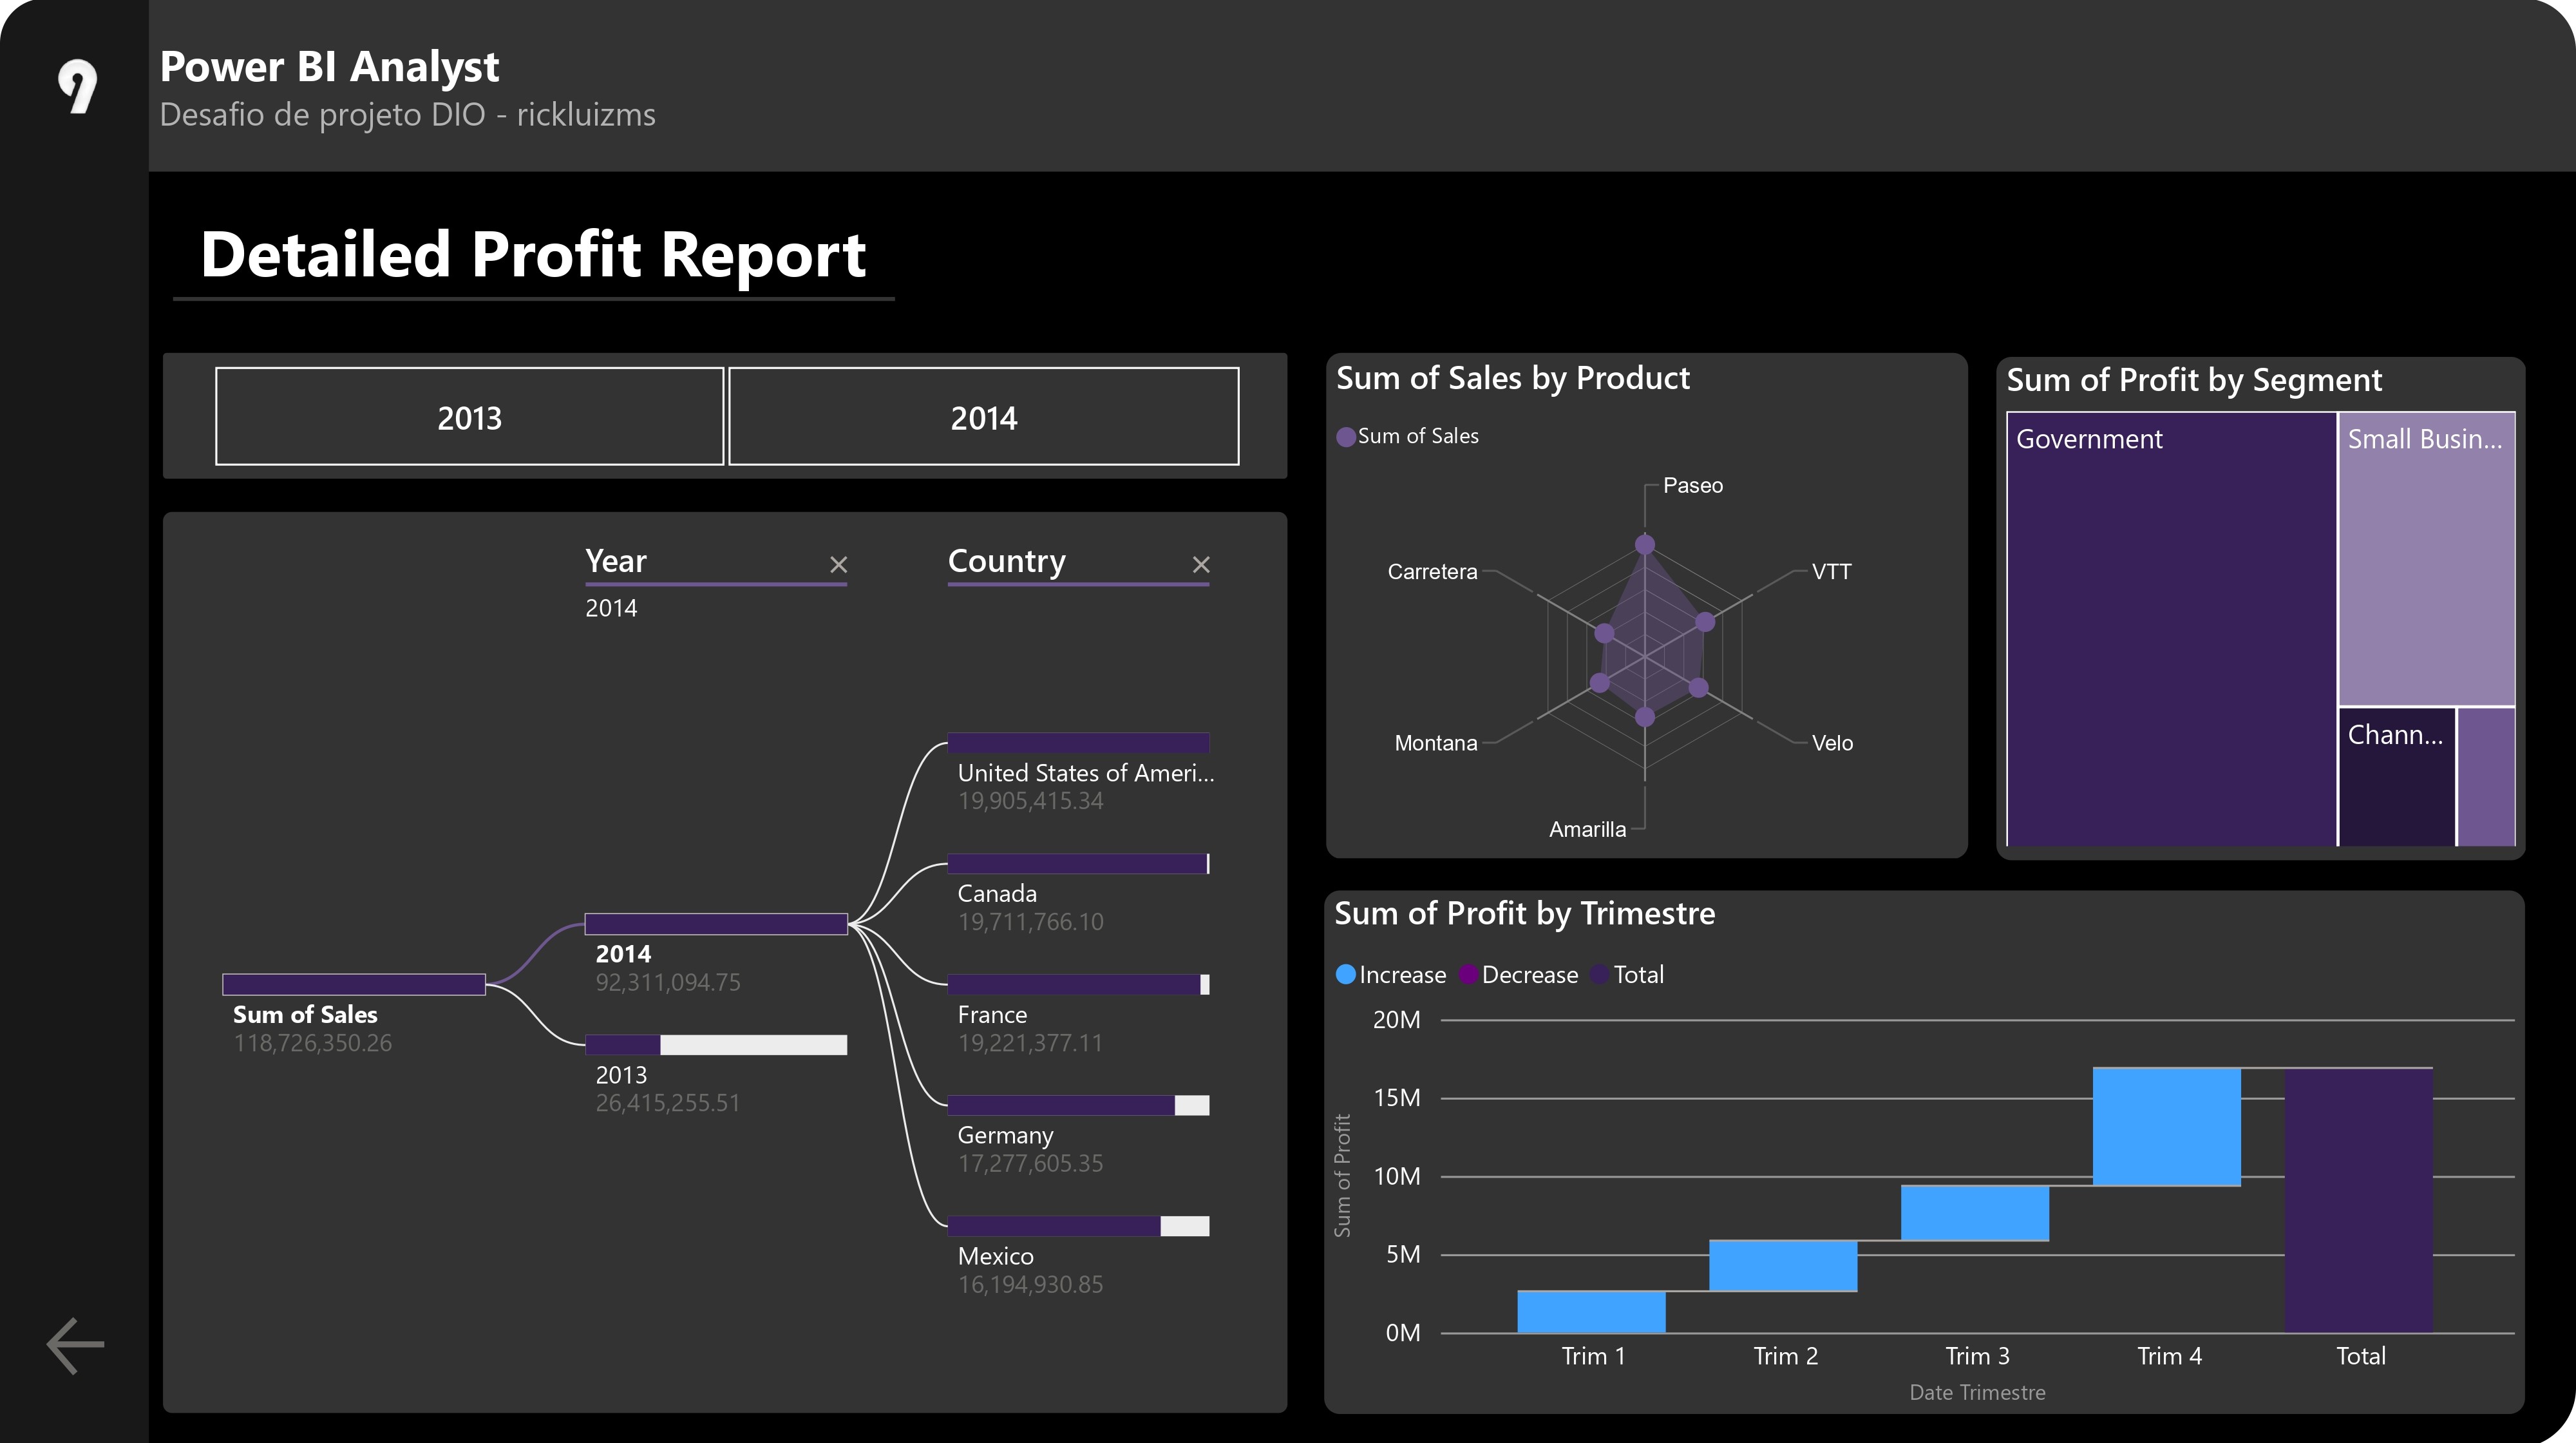 Power BI Analyst
Desafio de projeto DIO - rickluizms
Detailed Profit Report
2013
2014
Year
2014
Country
United States of Ameri...
19,905,415.34
Canada
19,711,766.10
2014
92,311,094.75
France
19,221,377.11
Sum of Sales
118,726,350.26
2013
26,415,255.51
Germany
17,277,605.35
Mexico
16,194,930.85
Sum of Sales by Product
Sum of Sales
Paseo
VTT
Velo
Amarilla
Montana
Carretera
Sum of Profit by Segment
Government
Small Busin...
Chann...
Sum of Profit by Trimestre
Increase
Decrease
Total
Sum of Profit
20M
15M
10M
5M
0M
Trim 1
Trim 2
Trim 3
Trim 4
Total
Date Trimestre